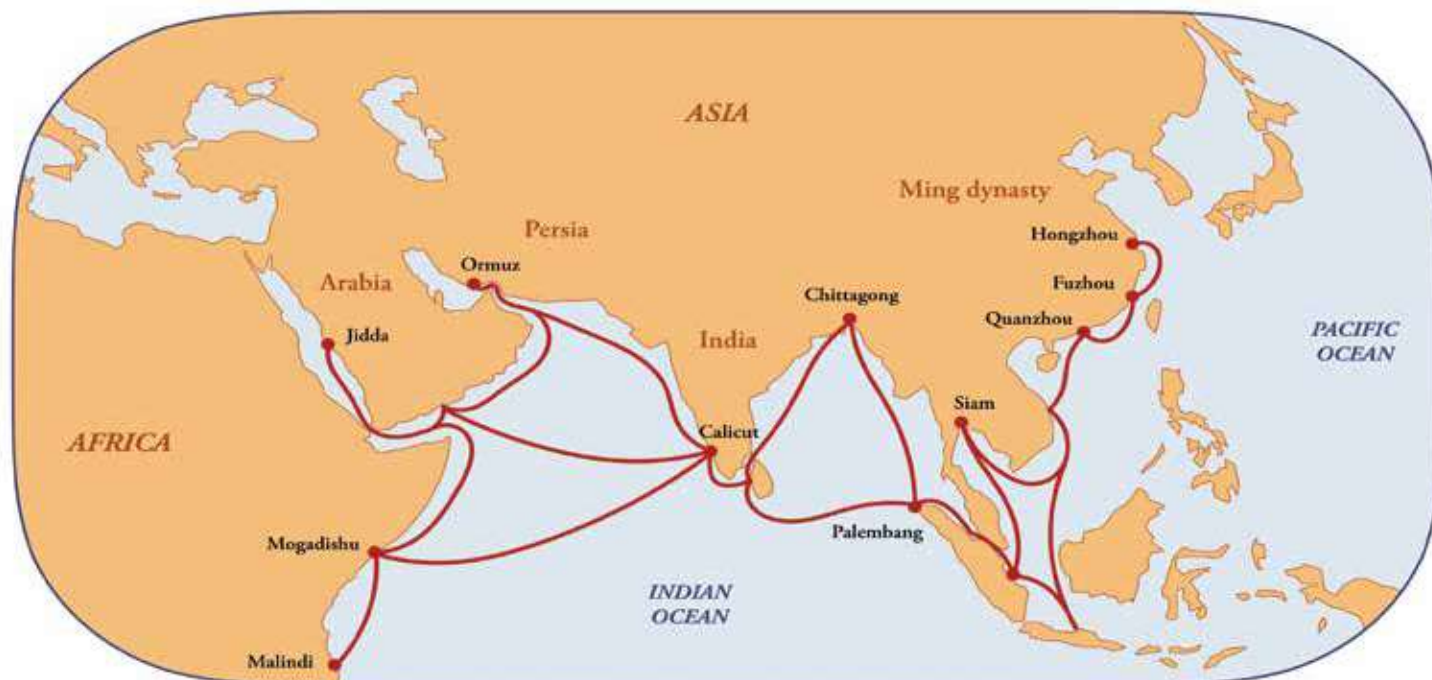 ASIA
Ming dynasty
Hongzhou
Persia
Ormuz
Arabia
Fuzhou
Chittagong
Quanzhou
Jidda
India
PACIFIC
OCEAN
Siam
Calicut
AFRICA
Palembang
Mogadishu
INDIAN
OCEAN
Malindi